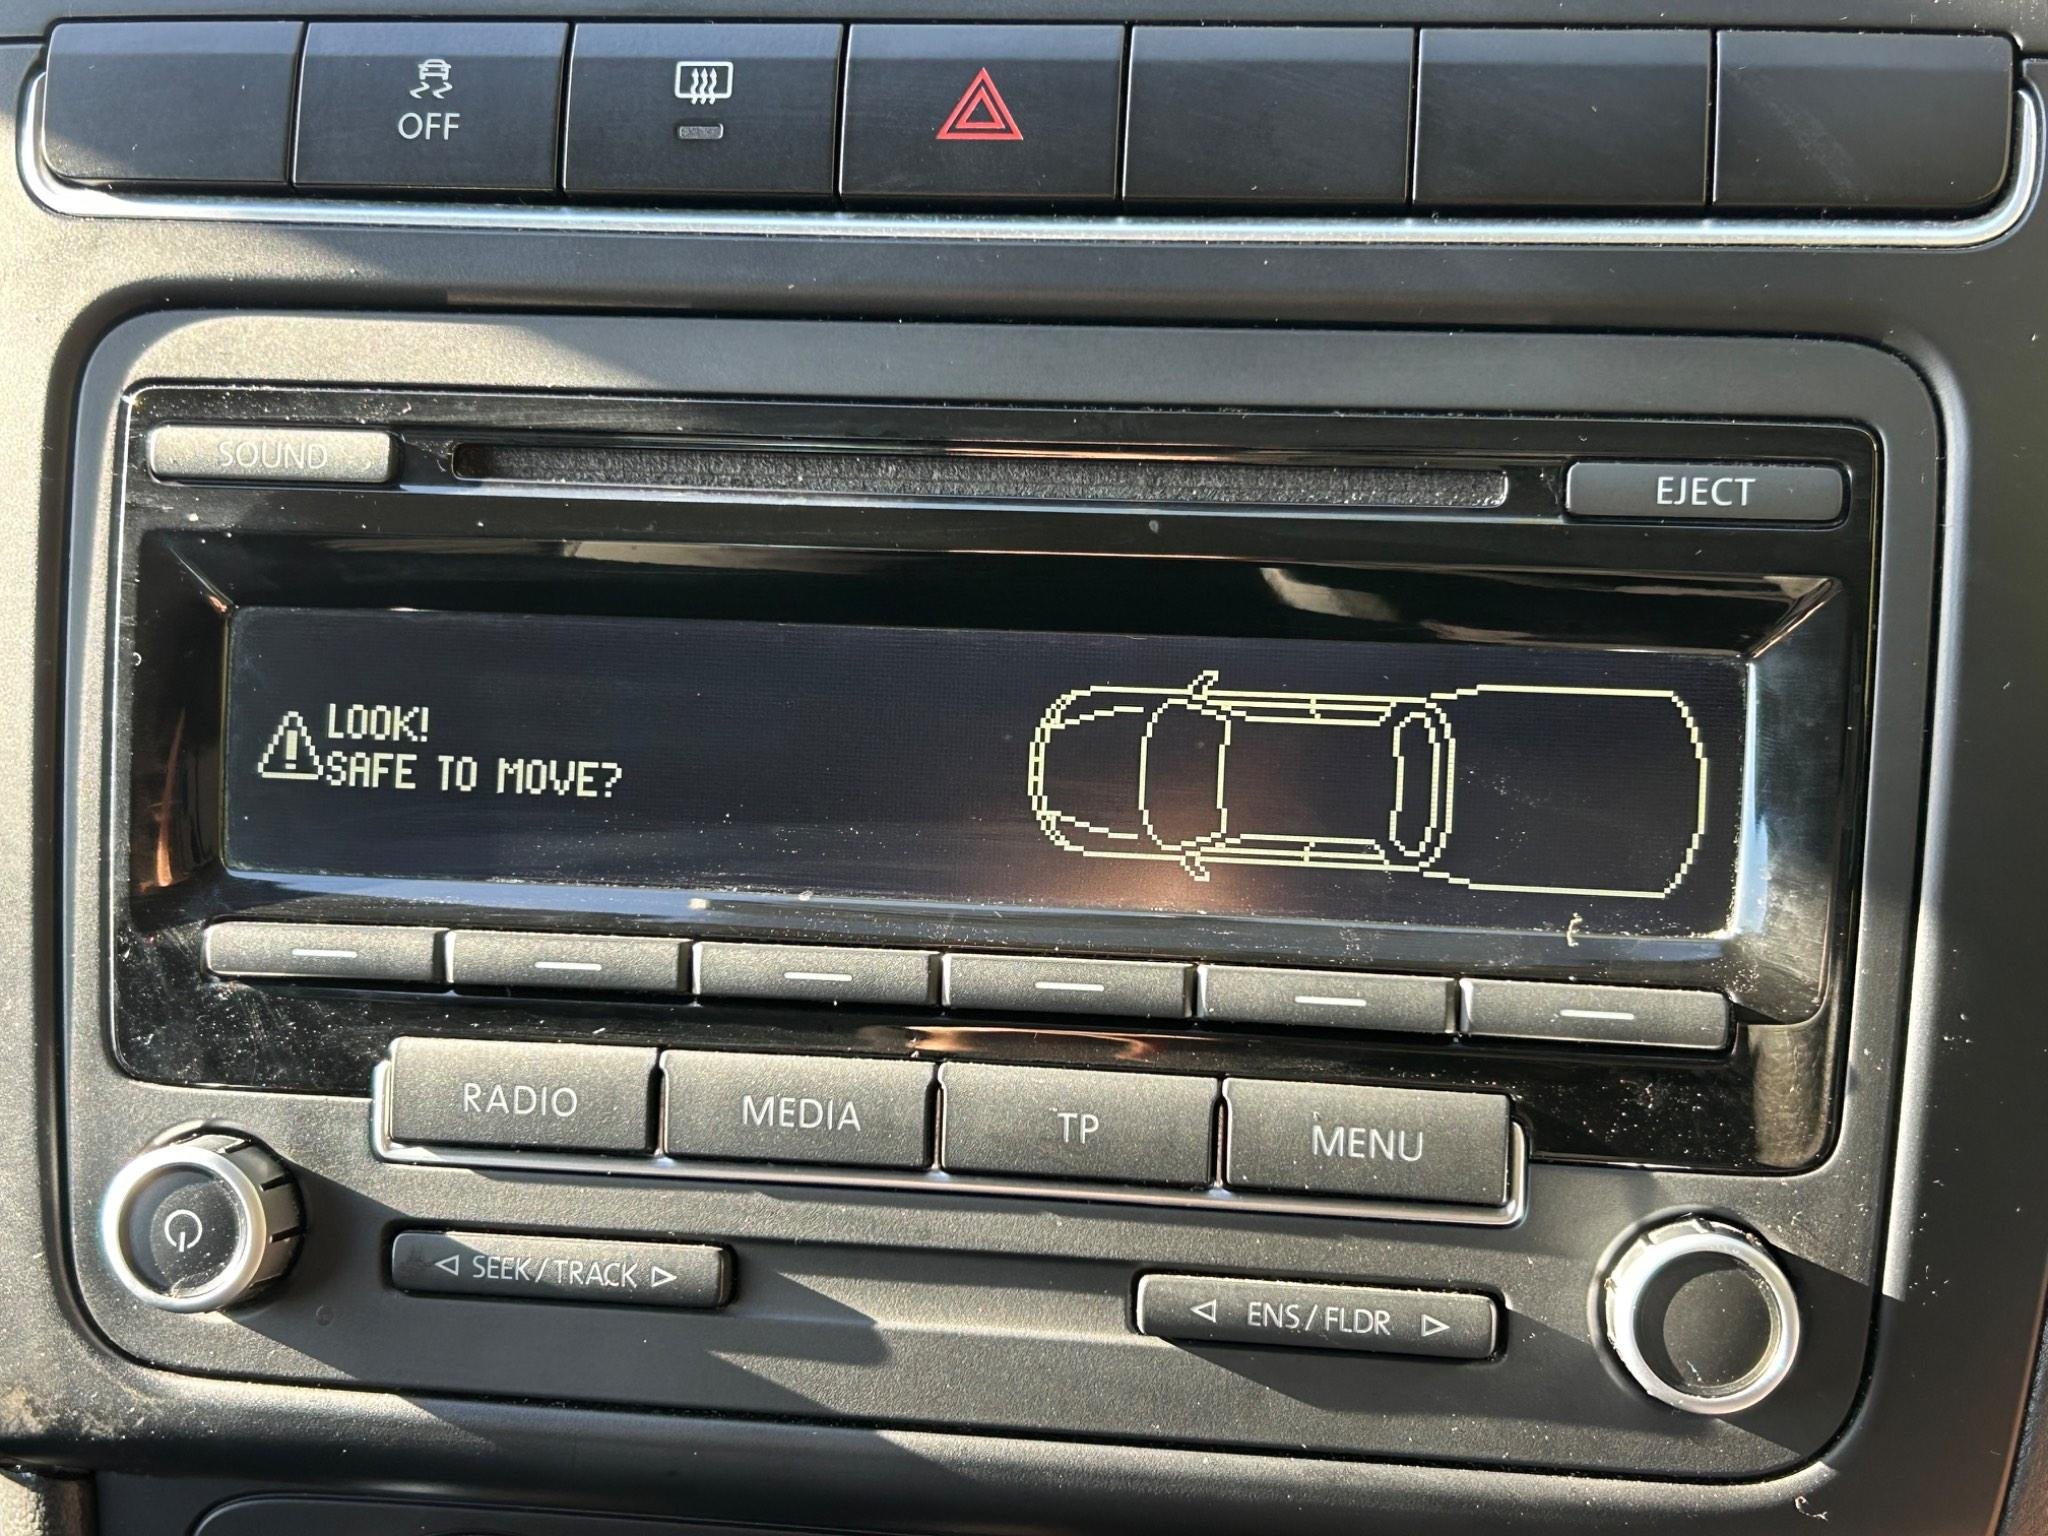 OFF
SOUND
EJECT
LOOK!
SAFE TO MOVE?
RADIO
MEDIA
TP
MENU
SEEK/TRACK
ENS/FLDR